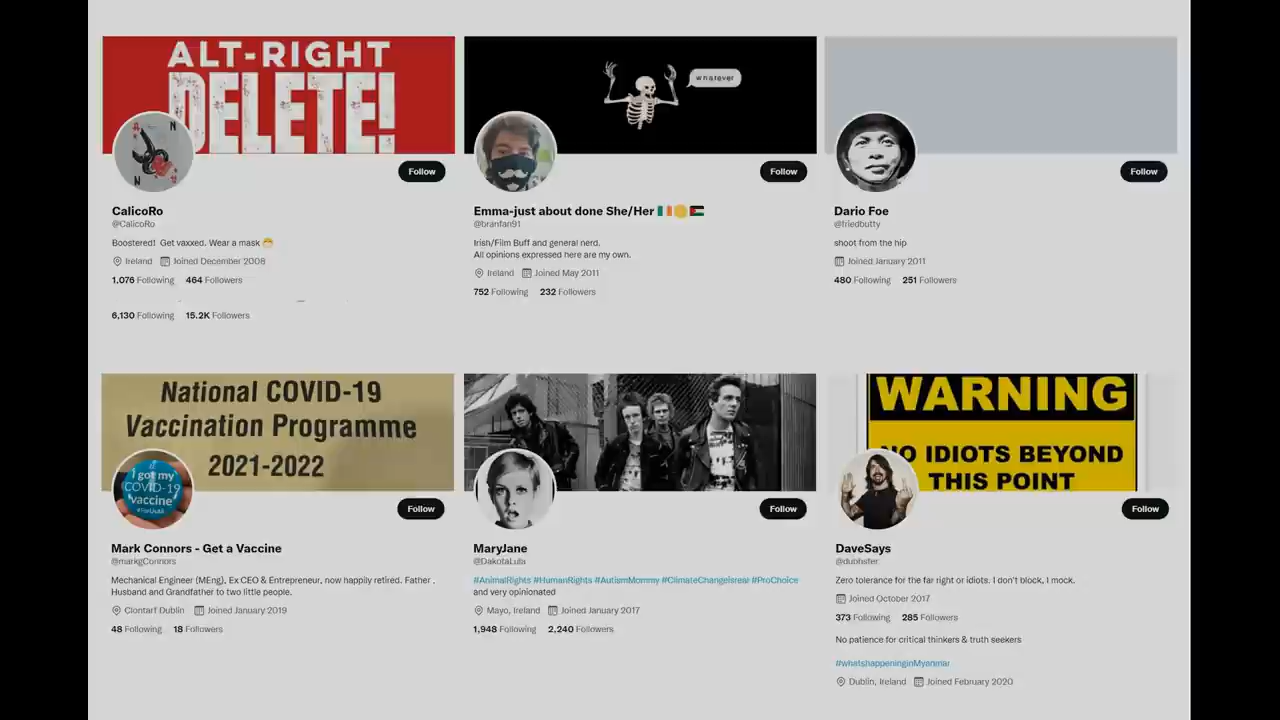 ALT-RIGHT
DELETE!
A
N
N
Follow
CalicoRo
@CalicoRo
Boostered! Get vaxxed. Wear a mask 😷
Ireland Joined December 2008
1,076 Following 464 Followers
6,130 Following 15.2K Followers
whatever
Follow
Emma-just about done She/Her 🇮🇪🟡🇵🇸
@branfan91
Irish/Film Buff and general nerd.
All opinions expressed here are my own.
Ireland Joined May 2011
752 Following 232 Followers
Follow
Dario Foe
@friedbutty
shoot from the hip
Joined January 2011
480 Following 251 Followers
National COVID-19
Vaccination Programme
2021-2022
I got my
COVID-19
vaccine
#ForUsAll
Follow
Mark Connors - Get a Vaccine
@markgConnors
Mechanical Engineer (MEng), Ex CEO & Entrepreneur, now happily retired. Father .
Husband and Grandfather to two little people.
Clontarf Dublin Joined January 2019
48 Following 18 Followers
Follow
MaryJane
@DakotaLula
#AnimalRights #HumanRights #AutismMommy #ClimateChangeisreal #ProChoice
and very opinionated
Mayo, Ireland Joined January 2017
1,948 Following 2,240 Followers
WARNING
NO IDIOTS BEYOND
THIS POINT
Follow
DaveSays
@dubhster
Zero tolerance for the far right or idiots. I don't block, I mock.
Joined October 2017
373 Following 285 Followers
No patience for critical thinkers & truth seekers
#whatshappeninginMyanmar
Dublin, Ireland Joined February 2020